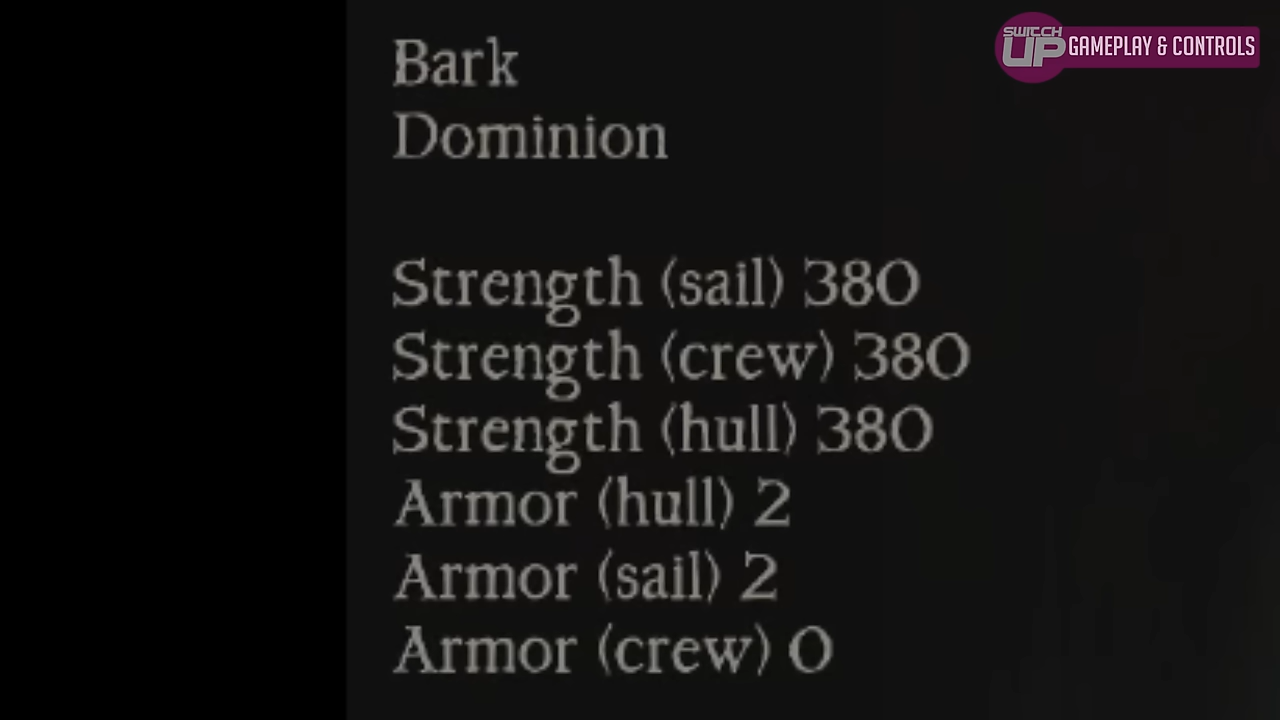 SWITCH
UP GAMEPLAY & CONTROLS
Bark
Dominion
Strength (sail) 380
Strength (crew) 380
Strength (hull) 380
Armor (hull) 2
Armor (sail) 2
Armor (crew) 0